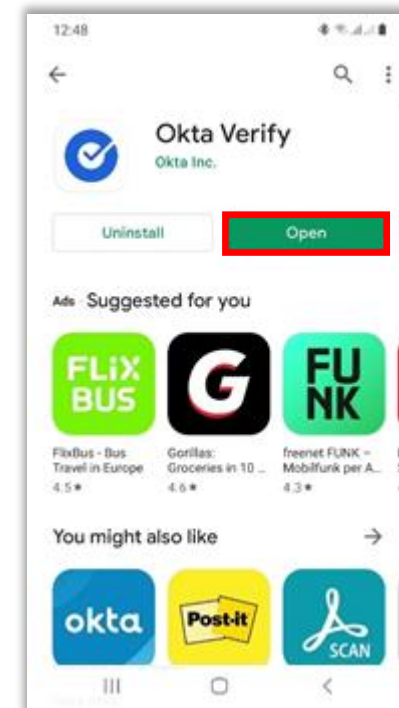 12:48
Okta Verify
Okta Inc.
Uninstall
Open
Ads · Suggested for you
FLiX
BUS
G
FU
NK
FlixBus - Bus
Travel in Europe
4.5★
Gorillas:
Groceries in 10 ...
4.6★
freenet FUNK –
Mobilfunk per A...
4.3★
You might also like
okta
Post-it
SCAN